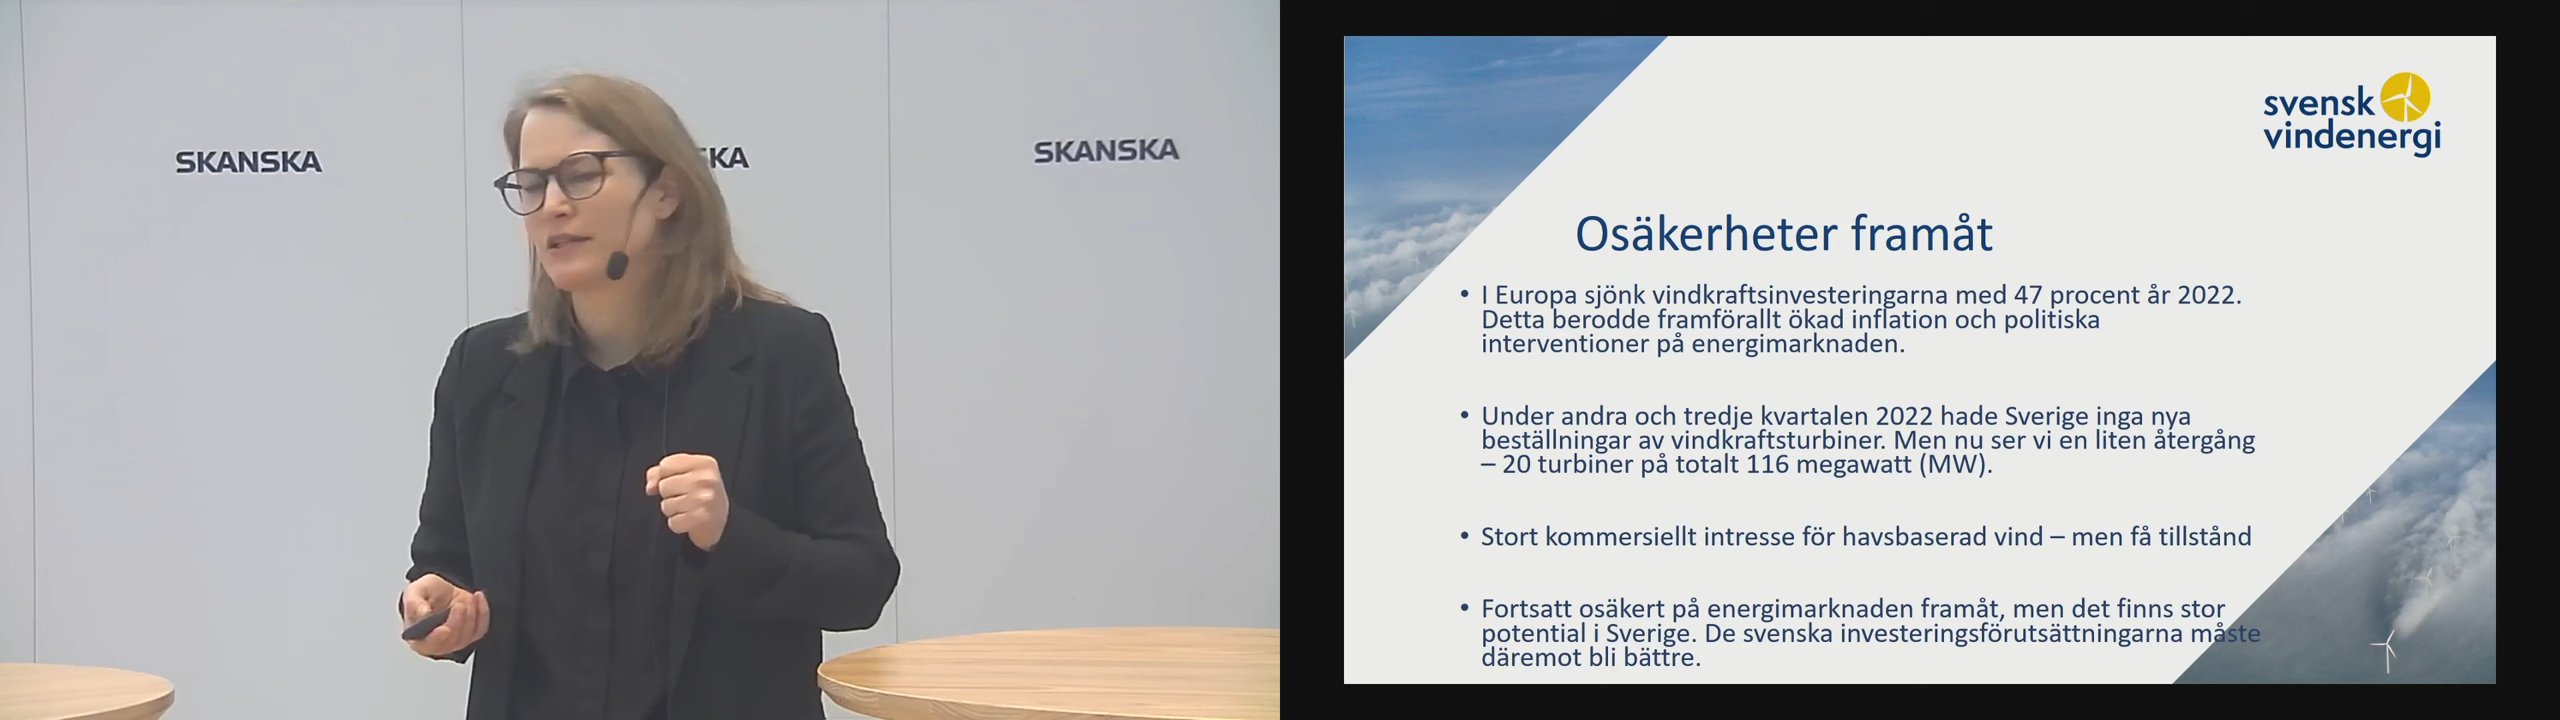 SKANSKA
KA
SKANSKA
svensk
vindenergi
Osäkerheter framåt
• I Europa sjönk vindkraftsinvesteringarna med 47 procent år 2022.
Detta berodde framförallt ökad inflation och politiska
interventioner på energimarknaden.
• Under andra och tredje kvartalen 2022 hade Sverige inga nya
beställningar av vindkraftsturbiner. Men nu ser vi en liten återgång
– 20 turbiner på totalt 116 megawatt (MW).
• Stort kommersiellt intresse för havsbaserad vind – men få tillstånd
• Fortsatt osäkert på energimarknaden framåt, men det finns stor
potential i Sverige. De svenska investeringsförutsättningarna måste
däremot bli bättre.